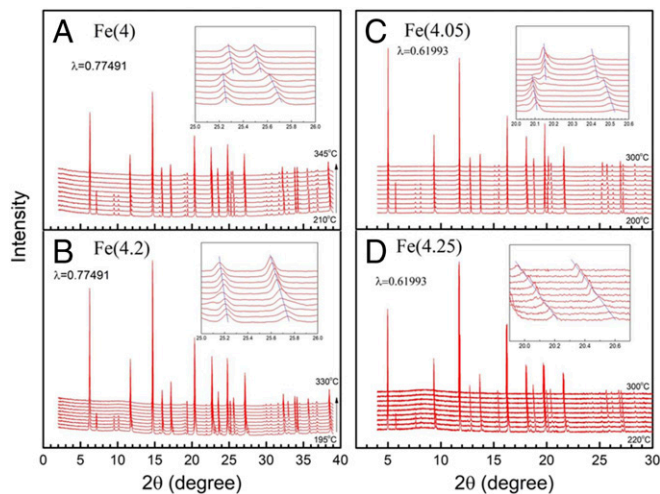 A Fe(4)
λ=0.77491
25.0 25.2 25.4 25.6 25.8 26.0
345°C
210°C
B Fe(4.2)
λ=0.77491
25.0 25.2 25.4 25.6 25.8 26.0
330°C
195°C
0 5 10 15 20 25 30 35 40
2θ (degree)
Intensity
C Fe(4.05)
λ=0.61993
20.0 20.1 20.2 20.3 20.4 20.5 20.6
300°C
200°C
D Fe(4.25)
λ=0.61993
20.0 20.2 20.4 20.6
300°C
220°C
5 10 15 20 25 30
2θ (degree)